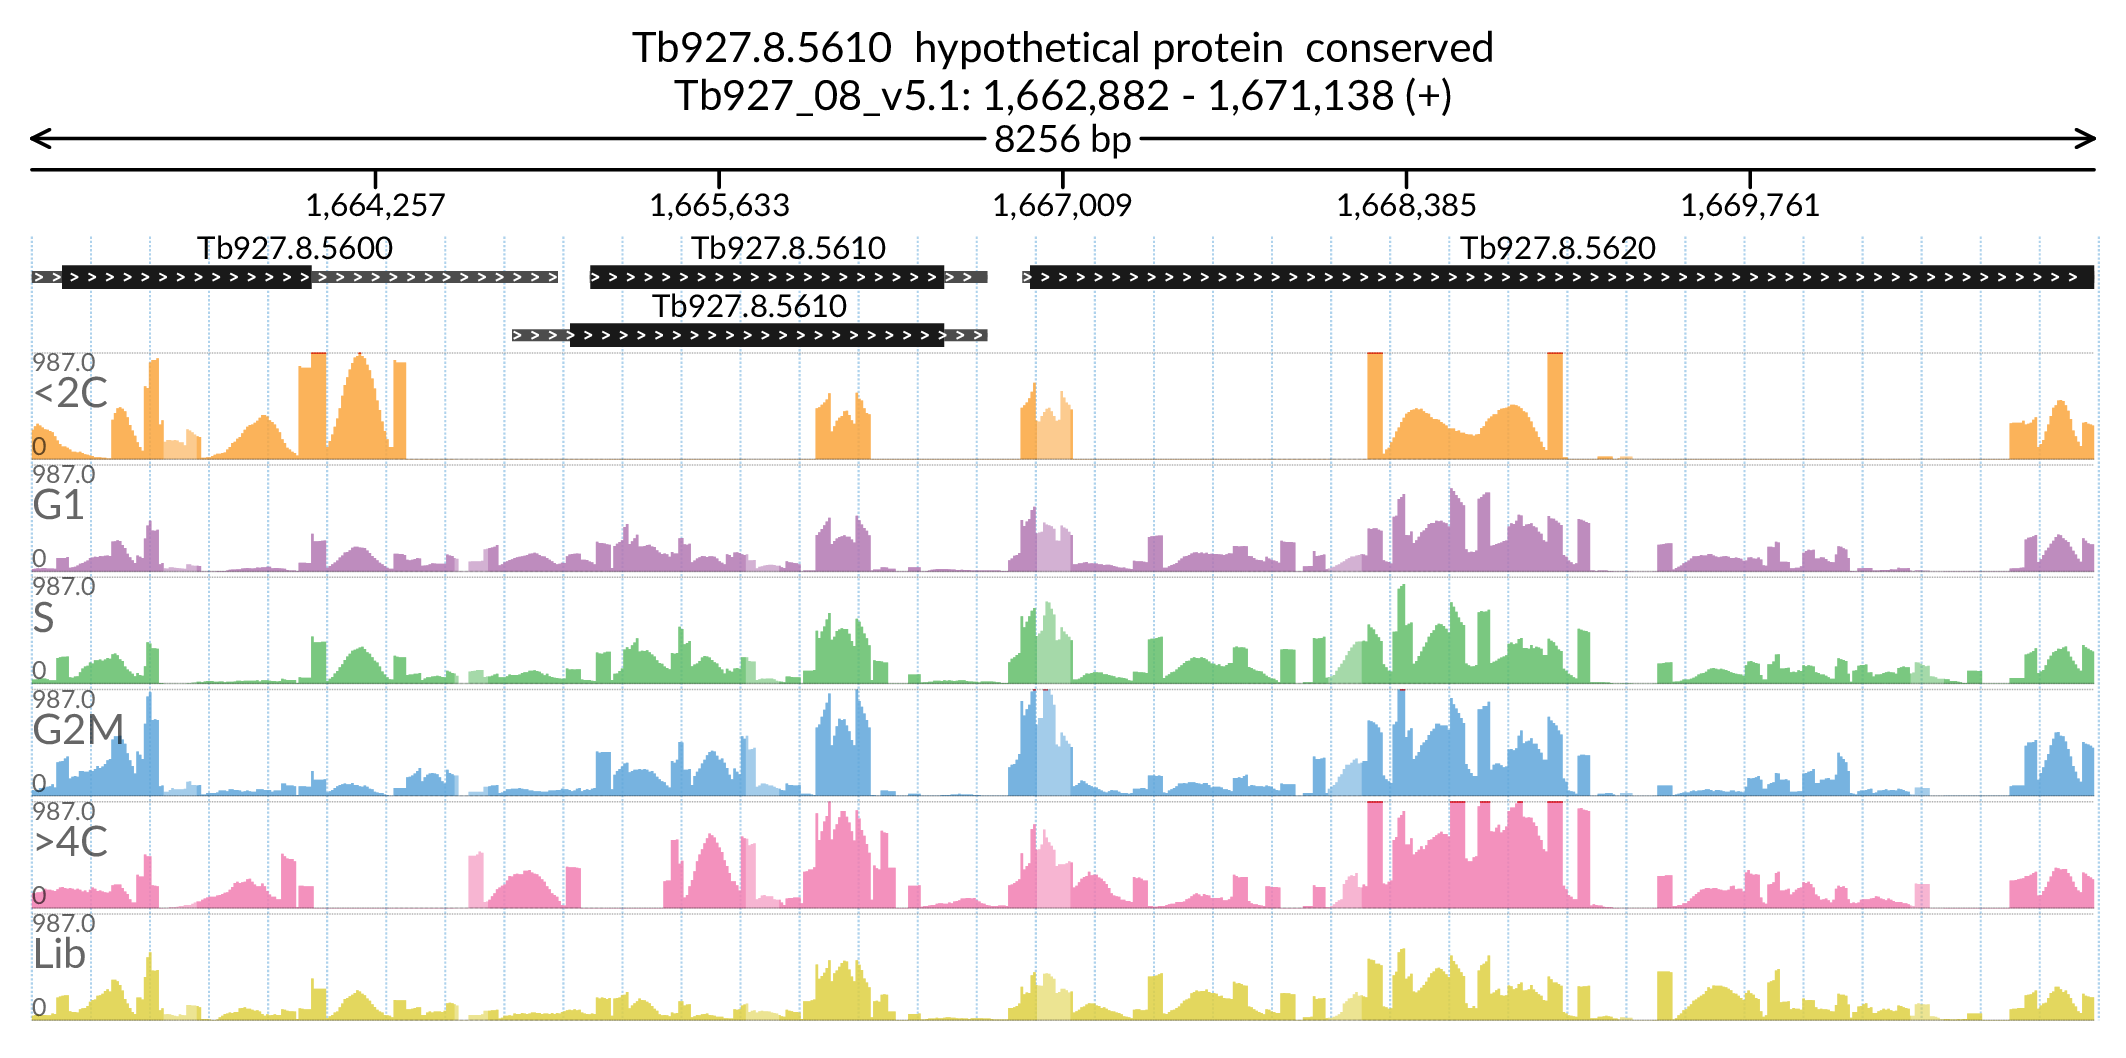 Tb927.8.5610  hypothetical protein  conserved
Tb927_08_v5.1: 1,662,882 - 1,671,138 (+)
8256 bp
1,664,257 1,665,633 1,667,009 1,668,385 1,669,761
Tb927.8.5600 Tb927.8.5610 Tb927.8.5620
Tb927.8.5610
987.0
<2C
0
987.0
G1
0
987.0
S
0
987.0
G2M
0
987.0
>4C
0
987.0
Lib
0